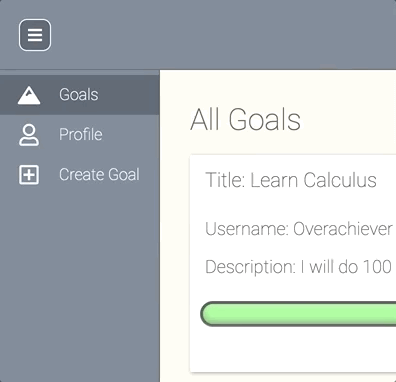 Goals
Profile
Create Goal
All Goals
Title: Learn Calculus
Username: Overachiever
Description: I will do 100